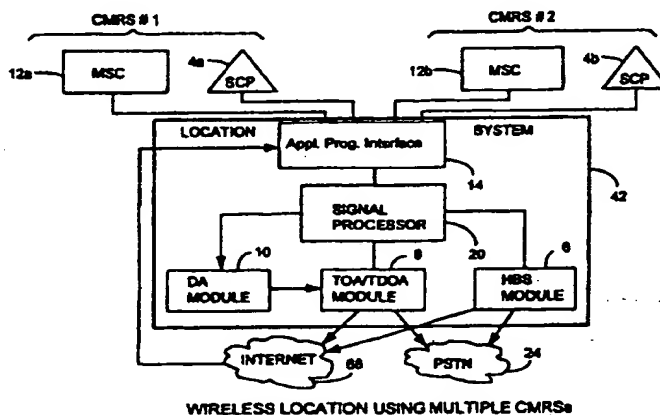 CMRS # 1
CMRS # 2
12a
MSC
4a
SCP
12b
MSC
4b
SCP
LOCATION
Appl. Prog. Interface
SYSTEM
14
42
SIGNAL
PROCESSOR
20
10
DA
MODULE
8
TOA/TDOA
MODULE
6
HBS
MODULE
INTERNET
68
PSTN
24
WIRELESS LOCATION USING MULTIPLE CMRSs